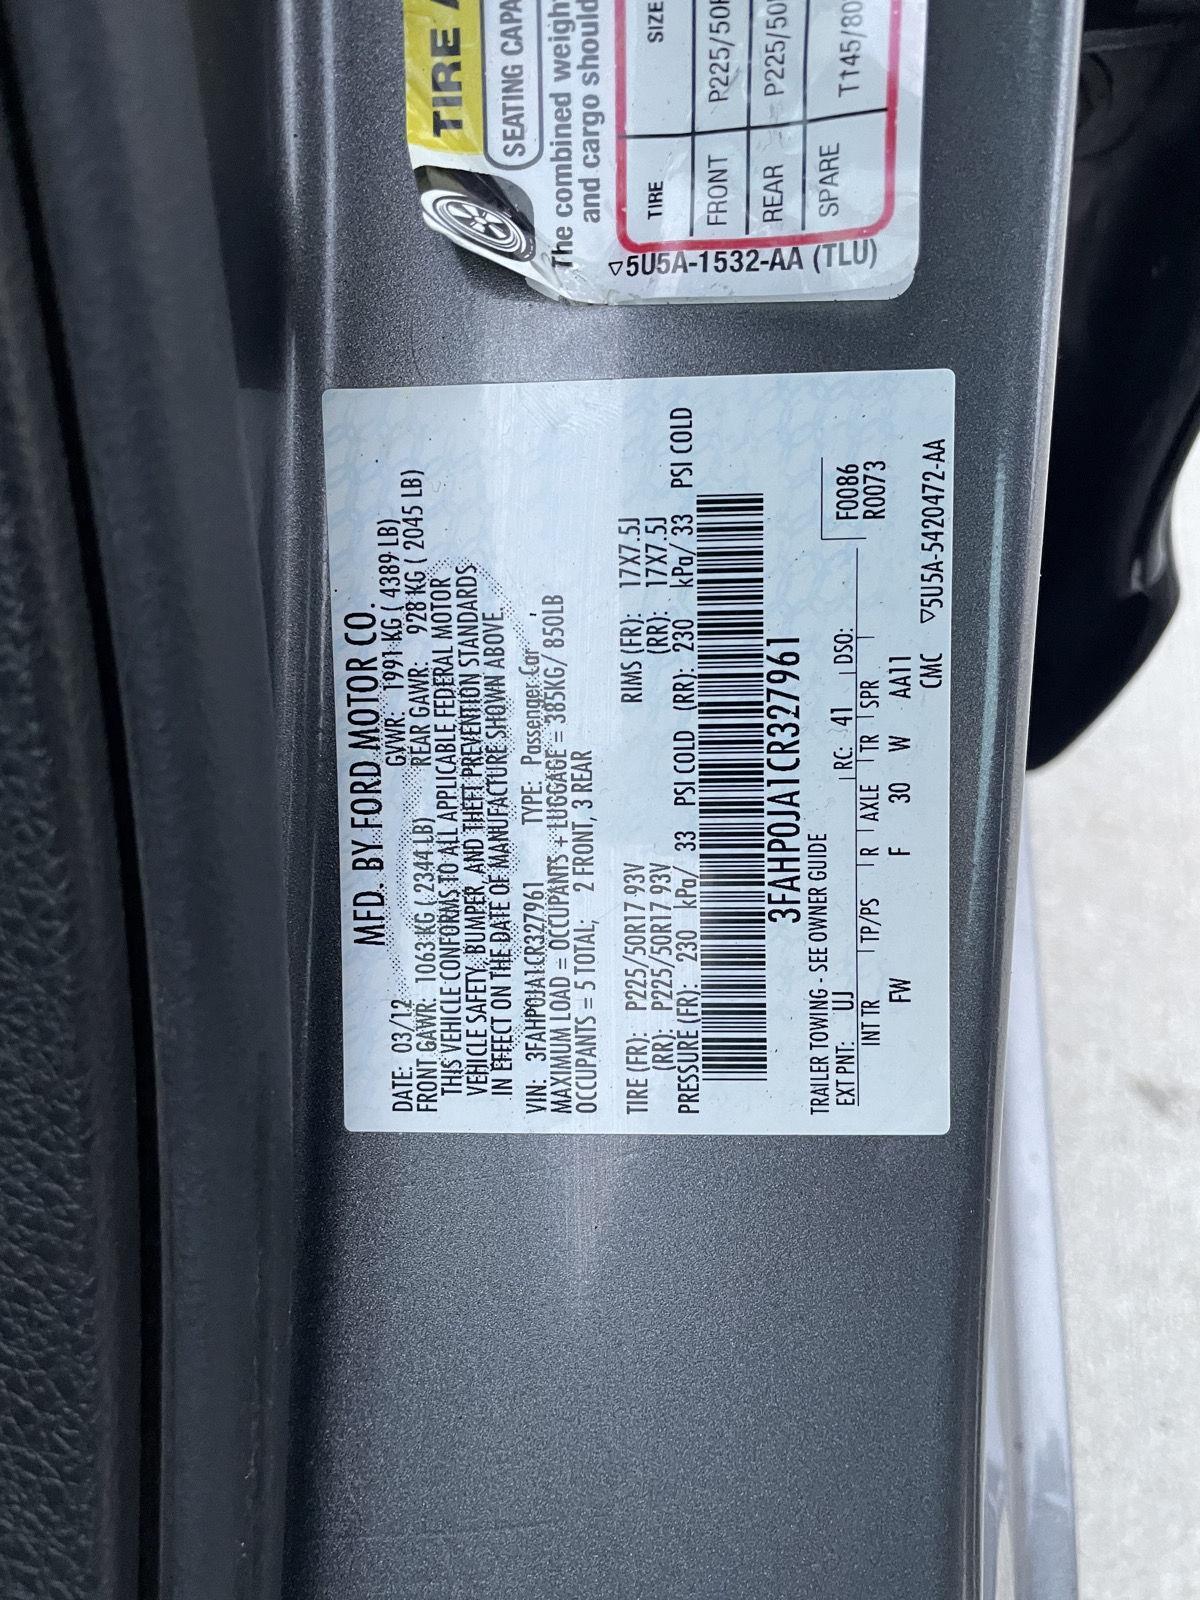 MFD. BY FORD MOTOR CO.
DATE: 03/12 GVWR: 1991 KG ( 4389 LB)
FRONT GAWR: 1063 KG ( 2344 LB) REAR GAWR: 928 KG ( 2045 LB)
THIS VEHICLE CONFORMS TO ALL APPLICABLE FEDERAL MOTOR
VEHICLE SAFETY, BUMPER, AND THEFT PREVENTION STANDARDS
IN EFFECT ON THE DATE OF MANUFACTURE SHOWN ABOVE
VIN: 3FAHP0JA1CR327961 TYPE: Passenger Car
MAXIMUM LOAD = OCCUPANTS + LUGGAGE = 385KG/ 850LB
OCCUPANTS = 5 TOTAL; 2 FRONT, 3 REAR
TIRE (FR): P225/50R17 93V RIMS (FR): 17X7.5J
(RR): P225/50R17 93V (RR): 17X7.5J
PRESSURE (FR): 230 kPa/ 33 PSI COLD (RR): 230 kPa/ 33 PSI COLD
3FAHP0JA1CR327961
TRAILER TOWING - SEE OWNER GUIDE
EXT PNT: UJ RC: 41 DSO: F0086
INT TR TP/PS R AXLE TR SPR R0073
FW F 30 W AA11
CMC ▽5U5A-5420472-AA
TIRE
SEATING CAPA
The combined weigh
and cargo should
TIRE SIZE
FRONT P225/50R
REAR P225/50
SPARE T145/80
▽5U5A-1532-AA (TLU)